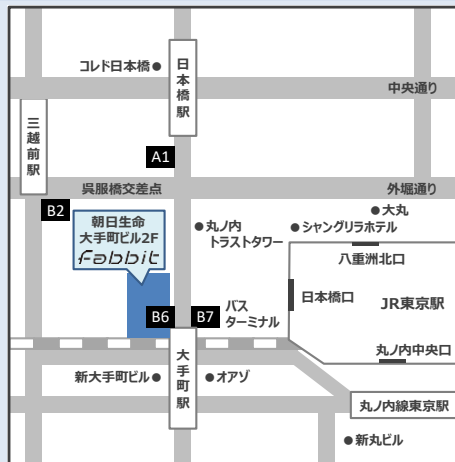 コレド日本橋
日本橋駅
中央通り
三越前駅
A1
呉服橋交差点
外堀通り
B2
朝日生命
大手町ビル2F
fabbit
丸ノ内
トラストタワー
大丸
シャングリラホテル
八重洲北口
日本橋口
JR東京駅
B6
B7
バス
ターミナル
丸ノ内中央口
新大手町ビル
大手町駅
オアゾ
丸ノ内線東京駅
新丸ビル